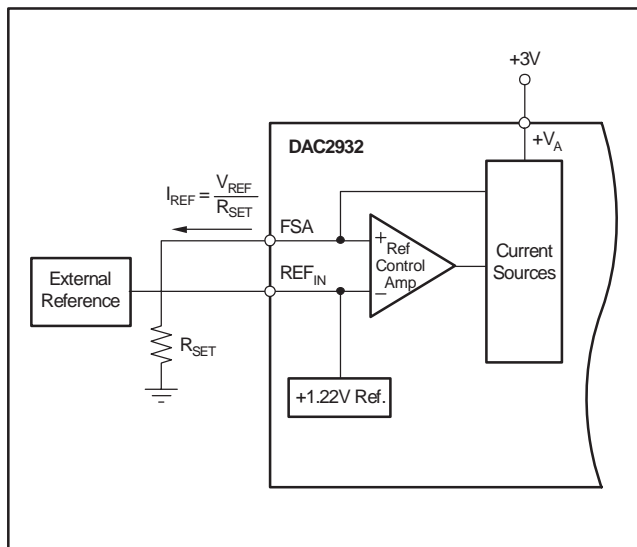 +3V
+V_A
DAC2932
I_REF = V_REF / R_SET
FSA
+
Ref
Control
Amp
−
Current
Sources
External
Reference
REF_IN
R_SET
+1.22V Ref.